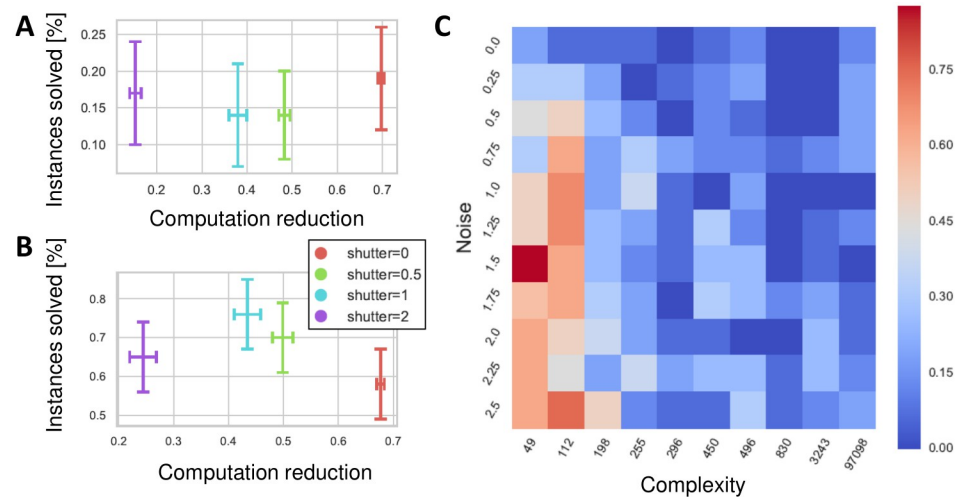 A
Instances solved [%]
0.25
0.20
0.15
0.10
0.2 0.3 0.4 0.5 0.6 0.7
Computation reduction
B
Instances solved [%]
0.8
0.7
0.6
0.5
0.2 0.3 0.4 0.5 0.6 0.7
Computation reduction
shutter=0
shutter=0.5
shutter=1
shutter=2
C
Noise
0.0
0.25
0.5
0.75
1.0
1.25
1.5
1.75
2.0
2.25
2.5
49 112 198 255 296 450 496 830 3243 97098
Complexity
0.75
0.60
0.45
0.30
0.15
0.00